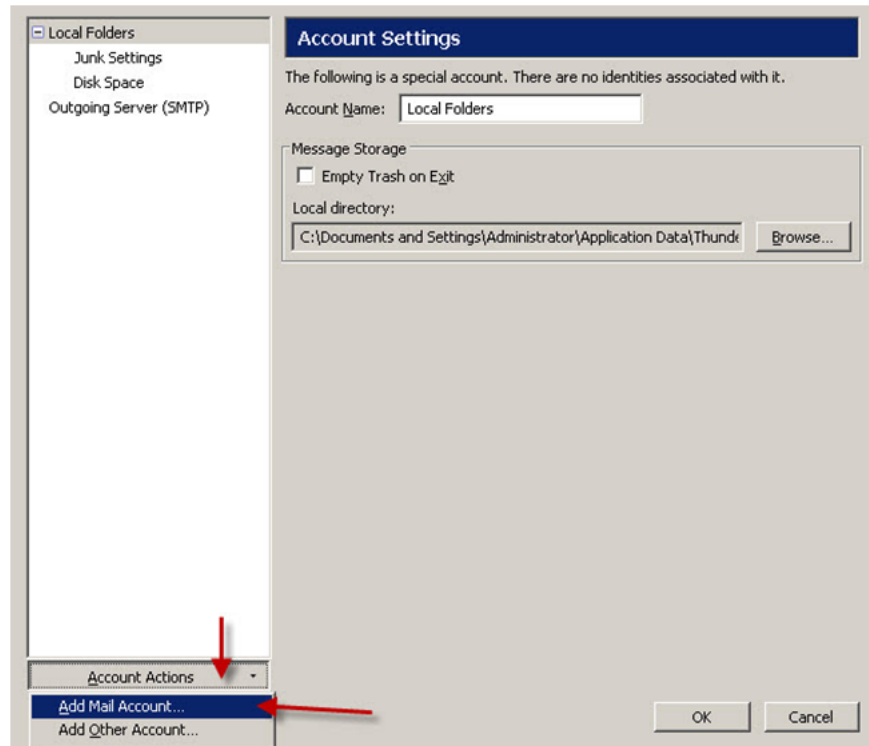 Local Folders
Junk Settings
Disk Space
Outgoing Server (SMTP)
Account Actions
Add Mail Account...
Add Other Account...
Account Settings
The following is a special account. There are no identities associated with it.
Account Name: Local Folders
Message Storage
Empty Trash on Exit
Local directory:
C:\Documents and Settings\Administrator\Application Data\Thunde Browse...
OK Cancel